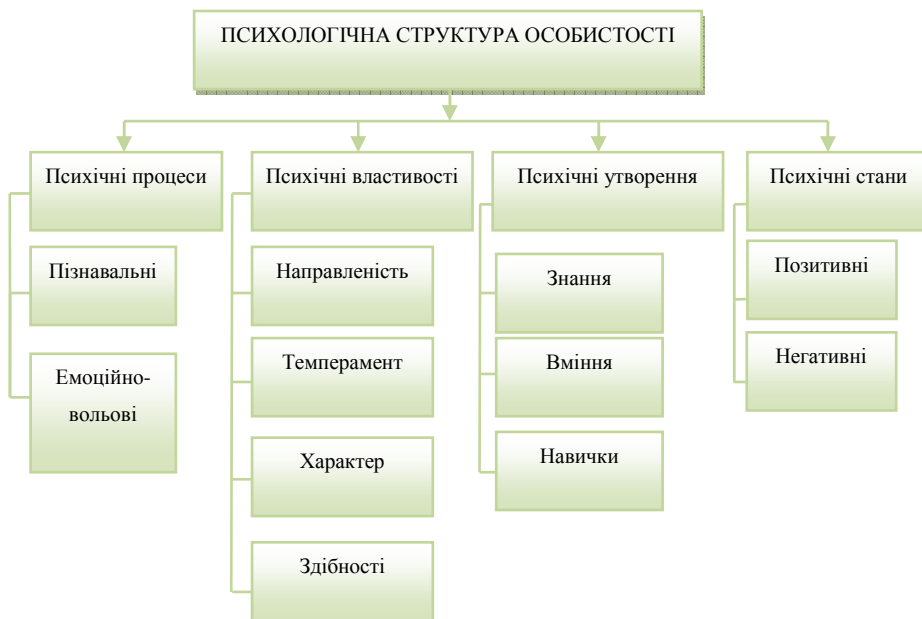 ПСИХОЛОГІЧНА СТРУКТУРА ОСОБИСТОСТІ
Психічні процеси
Пізнавальні
Емоційно-
вольові
Психічні властивості
Направленість
Темперамент
Характер
Здібності
Психічні утворення
Знання
Вміння
Навички
Психічні стани
Позитивні
Негативні